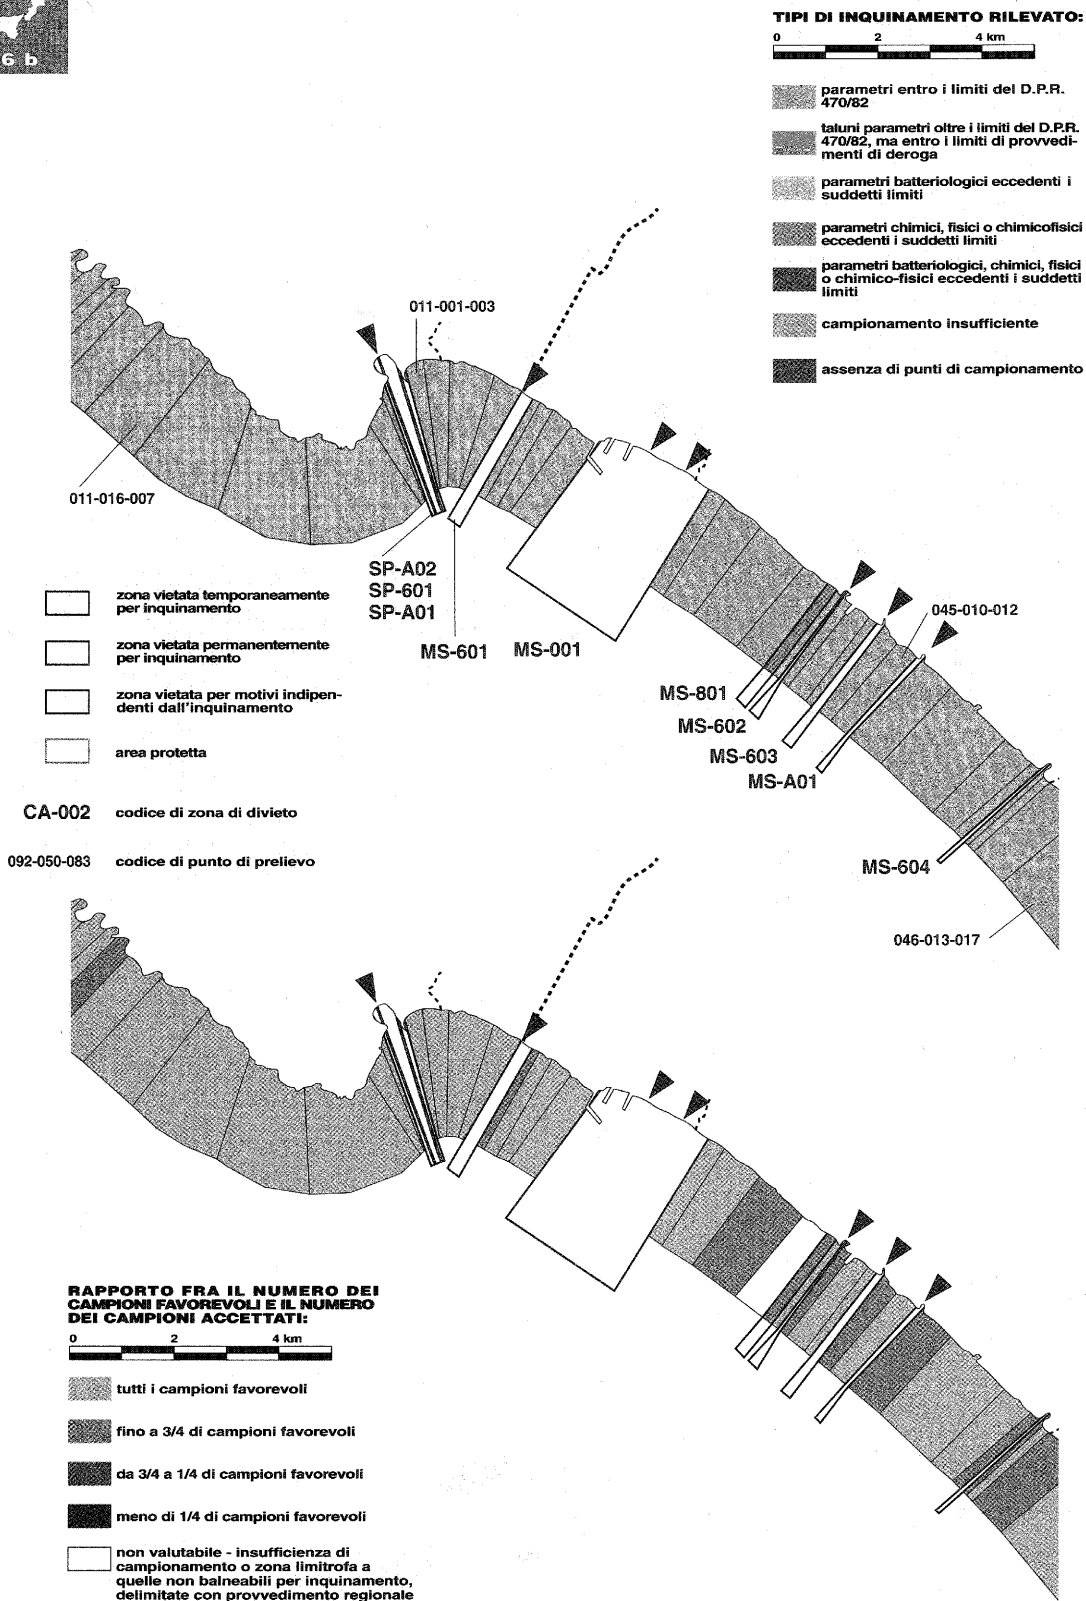 6 b
TIPI DI INQUINAMENTO RILEVATO:
0 2 4 km
parametri entro i limiti del D.P.R.
470/82
taluni parametri oltre i limiti del D.P.R.
470/82, ma entro i limiti di provvedi-
menti di deroga
parametri batteriologici eccedenti i
suddetti limiti
parametri chimici, fisici o chimicofisici
eccedenti i suddetti limiti
parametri batteriologici, chimici, fisici
o chimico-fisici eccedenti i suddetti
limiti
campionamento insufficiente
assenza di punti di campionamento
011-001-003
011-016-007
SP-A02
SP-601
SP-A01
MS-601
MS-001
045-010-012
MS-801
MS-602
MS-603
MS-A01
MS-604
046-013-017
zona vietata temporaneamente
per inquinamento
zona vietata permanentemente
per inquinamento
zona vietata per motivi indipen-
denti dall'inquinamento
area protetta
CA-002 codice di zona di divieto
092-050-083 codice di punto di prelievo
RAPPORTO FRA IL NUMERO DEI
CAMPIONI FAVOREVOLI E IL NUMERO
DEI CAMPIONI ACCETTATI:
0 2 4 km
tutti i campioni favorevoli
fino a 3/4 di campioni favorevoli
da 3/4 a 1/4 di campioni favorevoli
meno di 1/4 di campioni favorevoli
non valutabile - insufficienza di
campionamento o zona limitrofa a
quelle non balneabili per inquinamento,
delimitate con provvedimento regionale